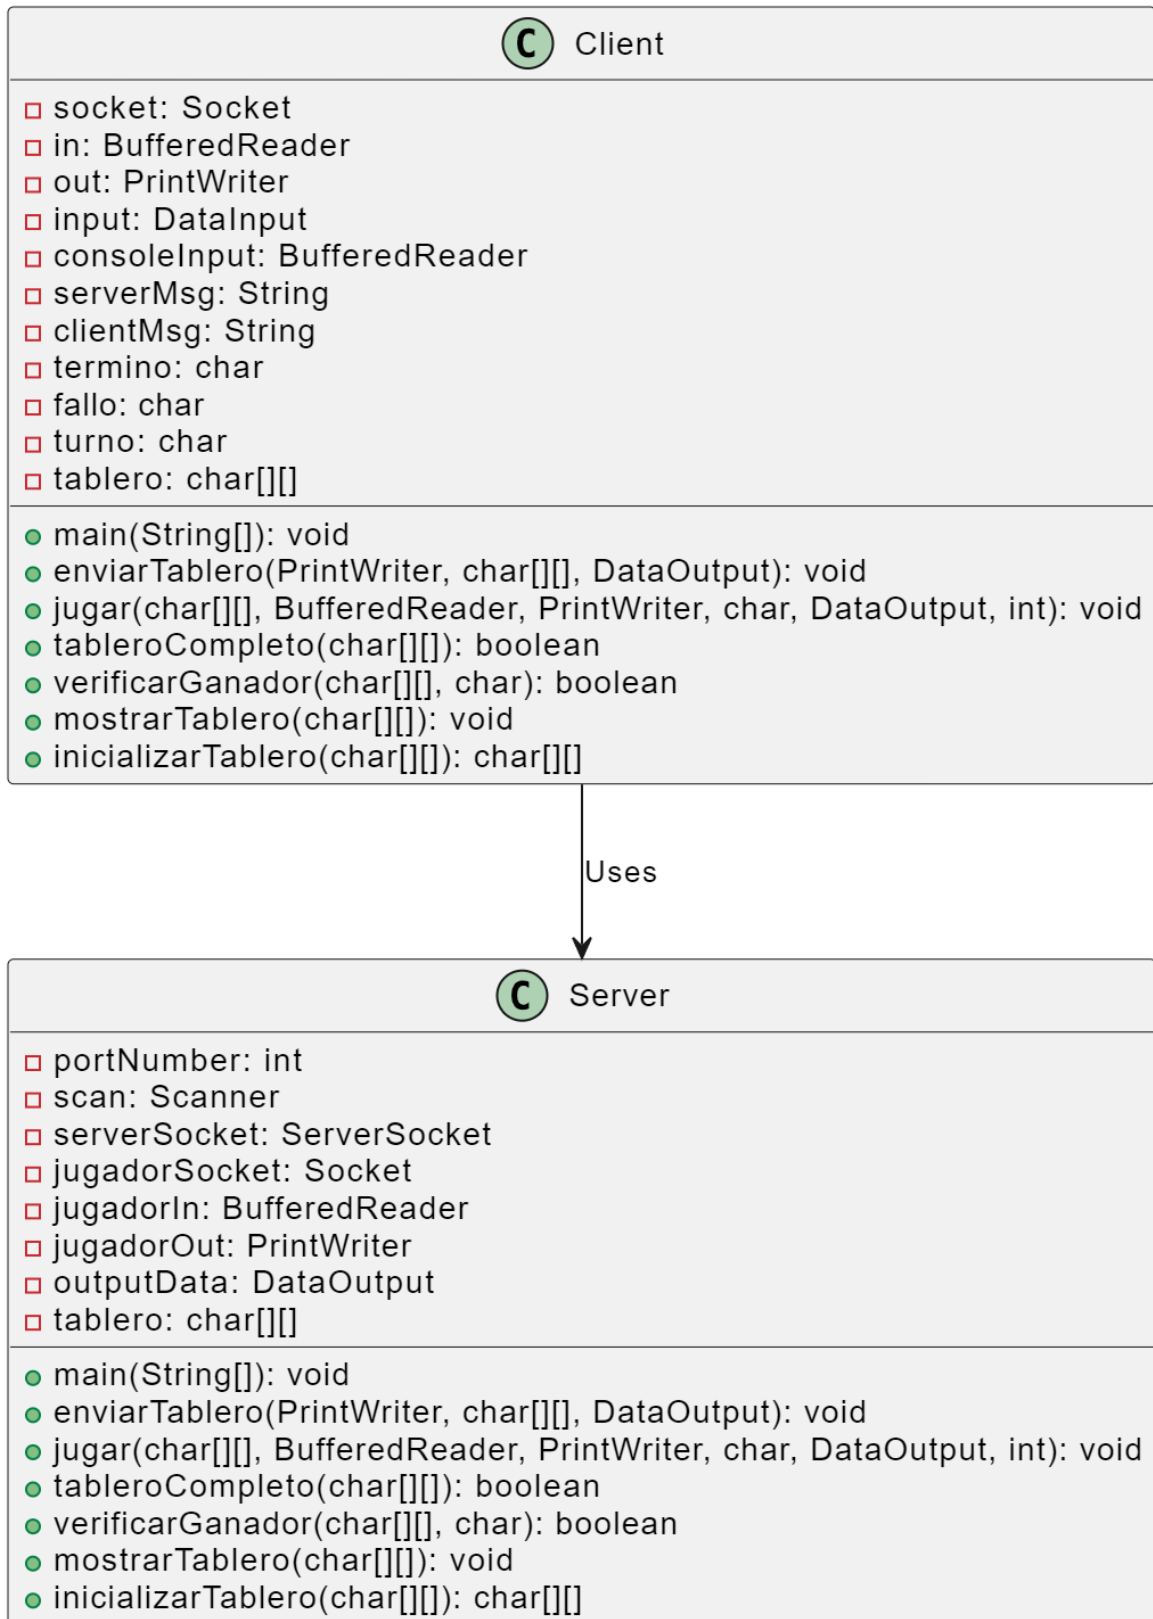 C Client
socket: Socket
in: BufferedReader
out: PrintWriter
input: DataInput
consoleInput: BufferedReader
serverMsg: String
clientMsg: String
termino: char
fallo: char
turno: char
tablero: char[][]
main(String[]): void
enviarTablero(PrintWriter, char[][], DataOutput): void
jugar(char[][], BufferedReader, PrintWriter, char, DataOutput, int): void
tableroCompleto(char[][]): boolean
verificarGanador(char[][], char): boolean
mostrarTablero(char[][]): void
inicializarTablero(char[][]): char[][]
Uses
C Server
portNumber: int
scan: Scanner
serverSocket: ServerSocket
jugadorSocket: Socket
jugadorIn: BufferedReader
jugadorOut: PrintWriter
outputData: DataOutput
tablero: char[][]
main(String[]): void
enviarTablero(PrintWriter, char[][], DataOutput): void
jugar(char[][], BufferedReader, PrintWriter, char, DataOutput, int): void
tableroCompleto(char[][]): boolean
verificarGanador(char[][], char): boolean
mostrarTablero(char[][]): void
inicializarTablero(char[][]): char[][]